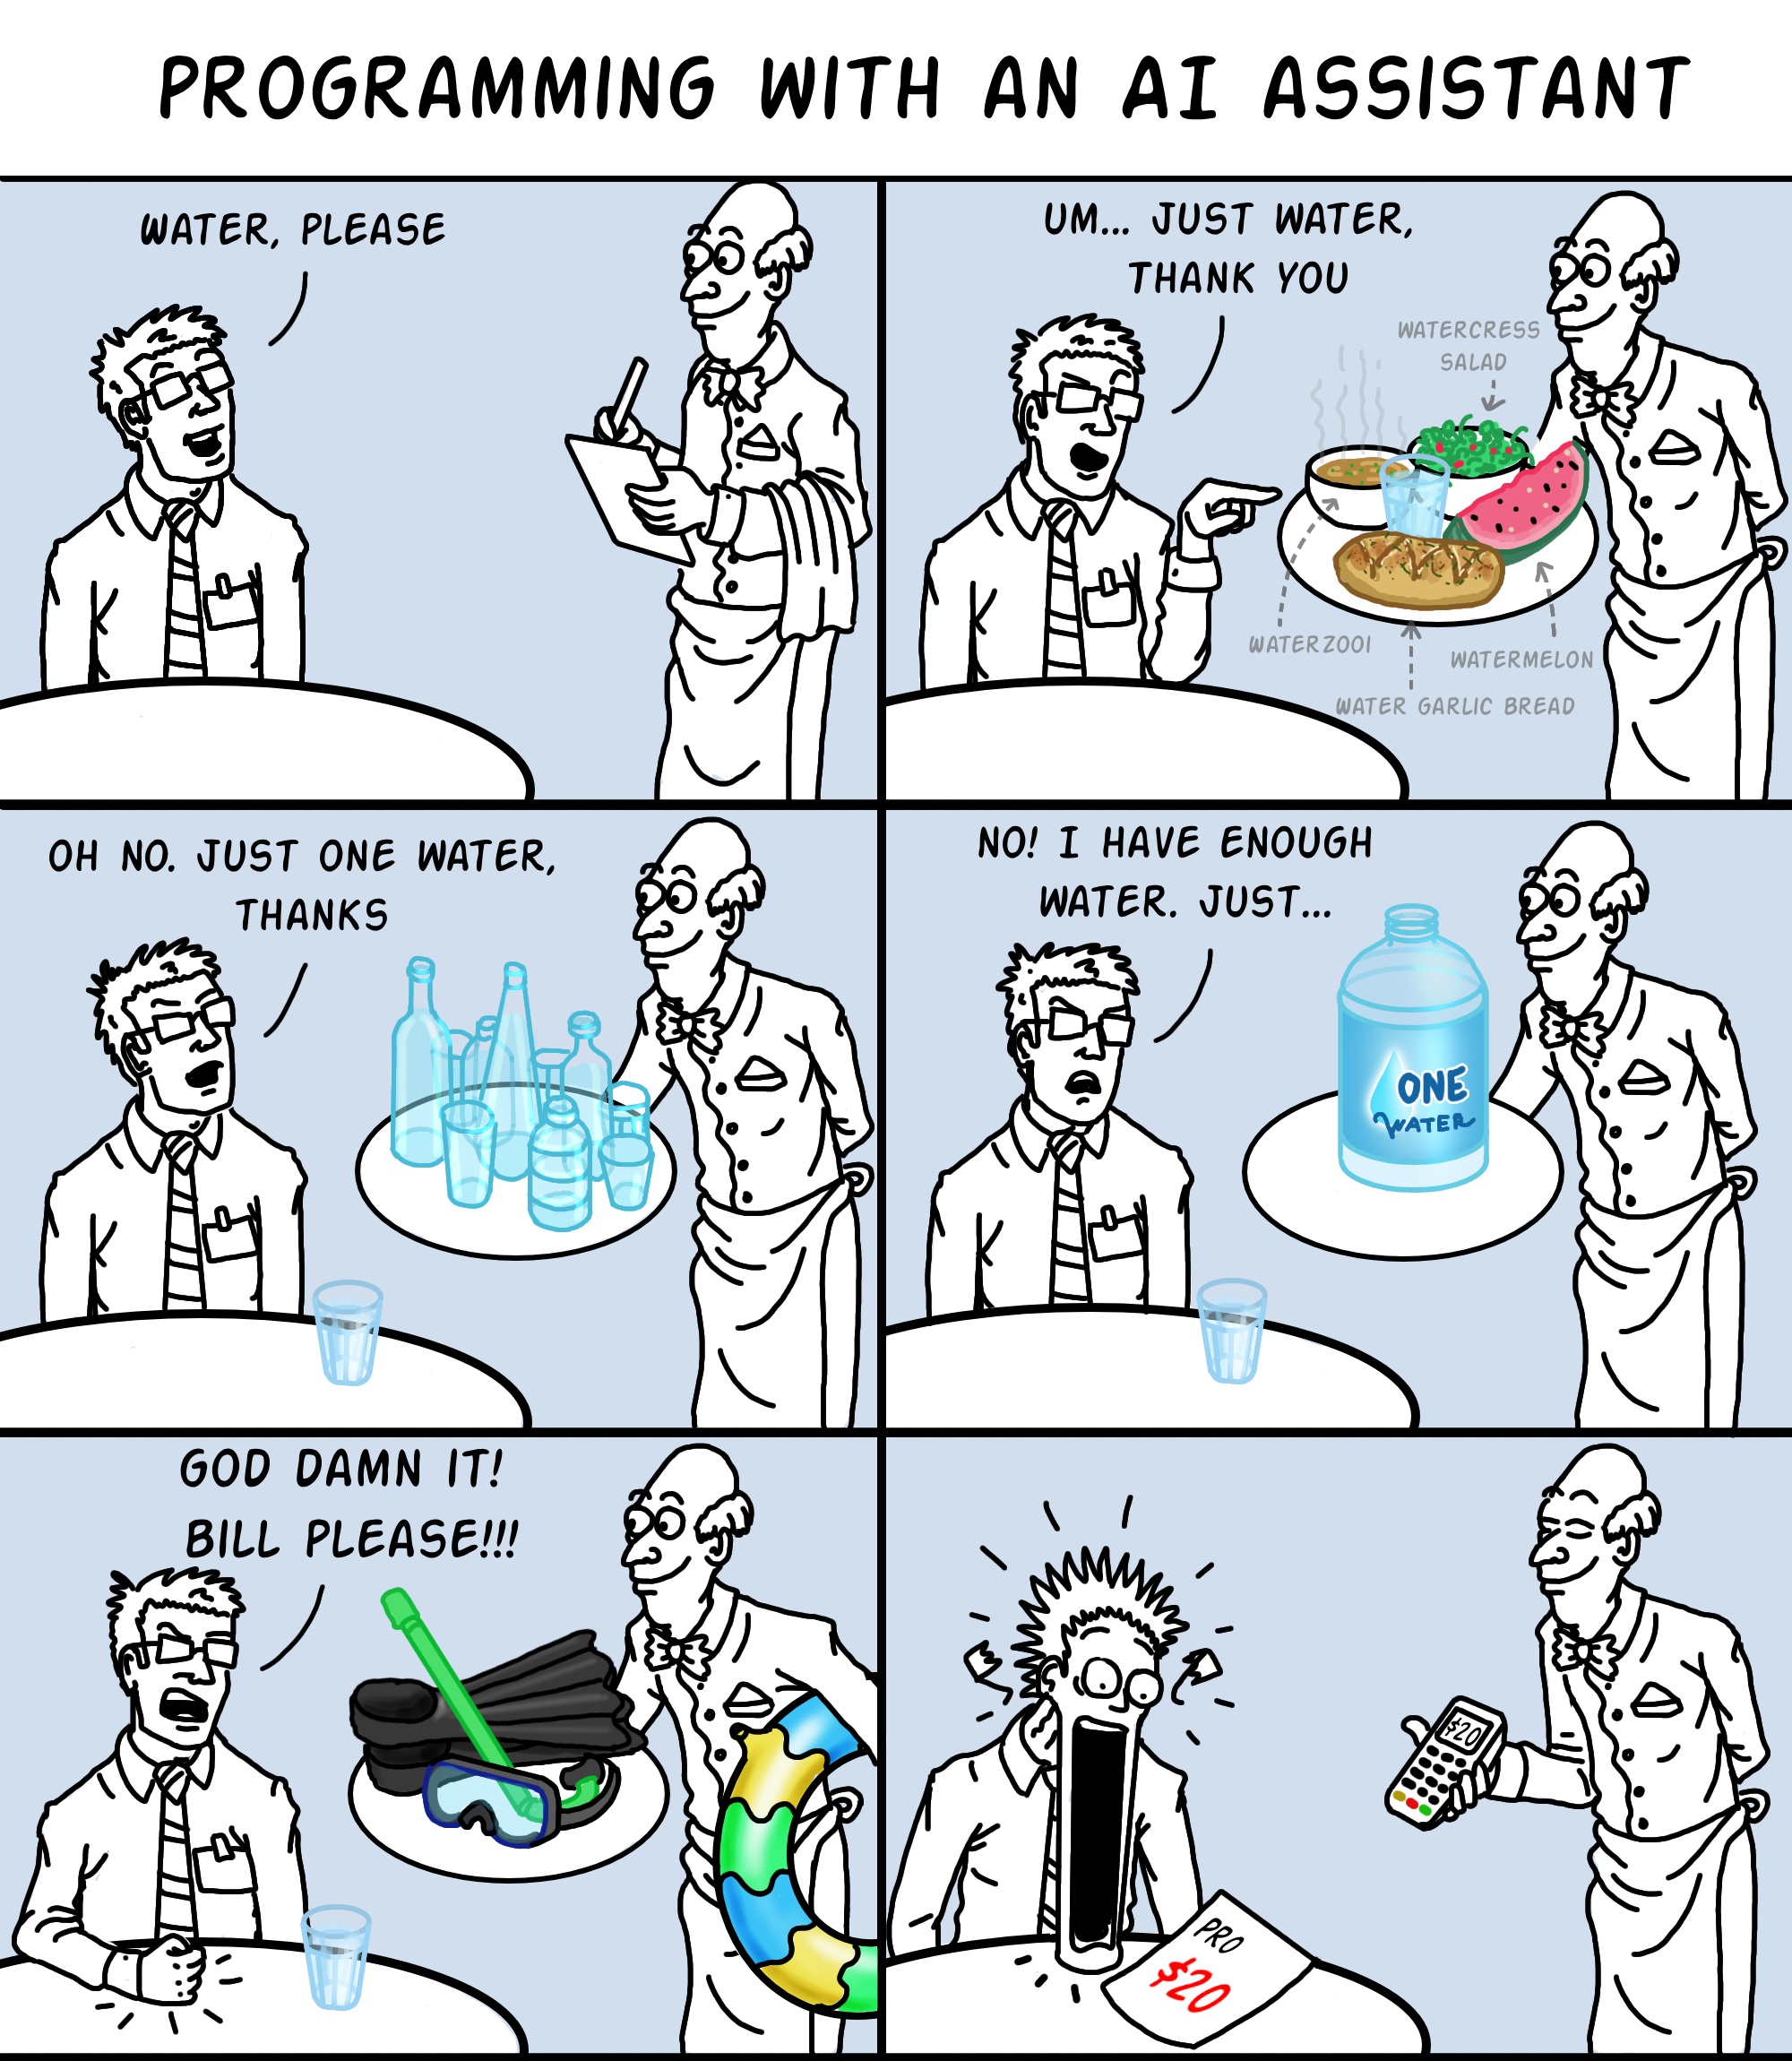 PROGRAMMING WITH AN AI ASSISTANT
WATER, PLEASE
UM... JUST WATER,
THANK YOU
WATERCRESS
SALAD
WATERZOOI
WATERMELON
WATER GARLIC BREAD
OH NO. JUST ONE WATER,
THANKS
NO! I HAVE ENOUGH
WATER. JUST...
ONE
WATER
GOD DAMN IT!
BILL PLEASE!!!
$20
PRO
$20